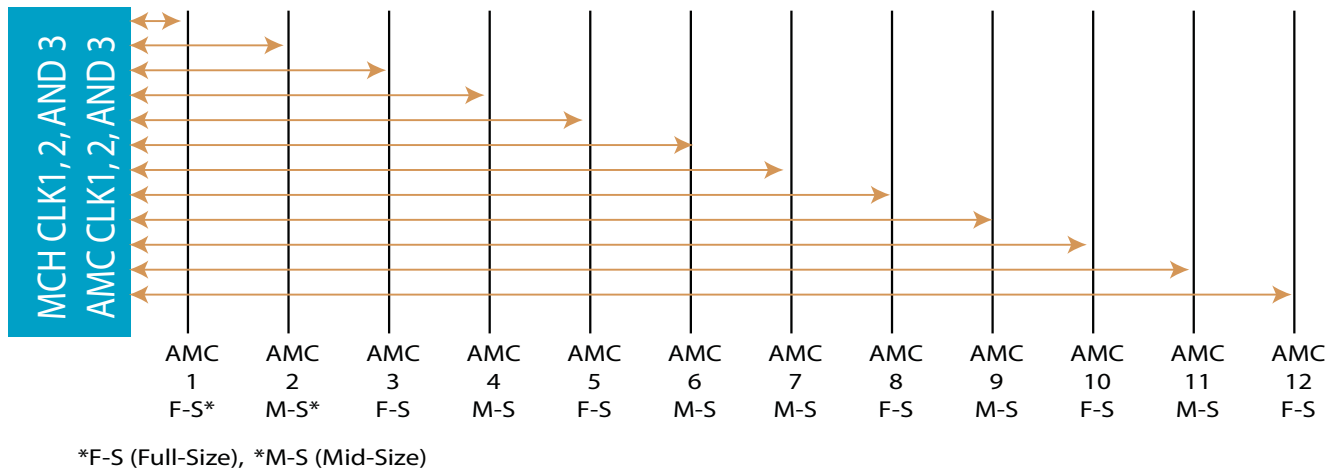 MCH CLK1, 2, AND 3
AMC CLK1, 2, AND 3
AMC AMC AMC AMC AMC AMC AMC AMC AMC AMC AMC AMC
1 2 3 4 5 6 7 8 9 10 11 12
F-S* M-S* F-S M-S F-S M-S M-S F-S M-S F-S M-S F-S
*F-S (Full-Size), *M-S (Mid-Size)